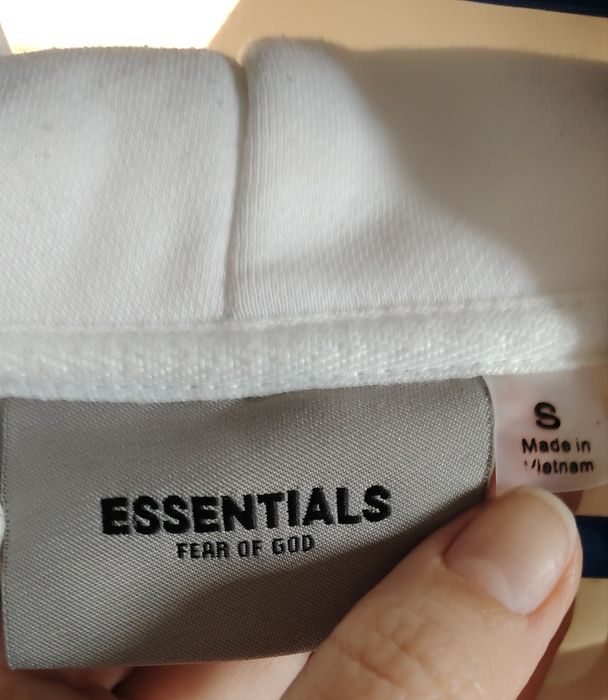 ESSENTIALS
FEAR OF GOD
S
Made in
Vietnam